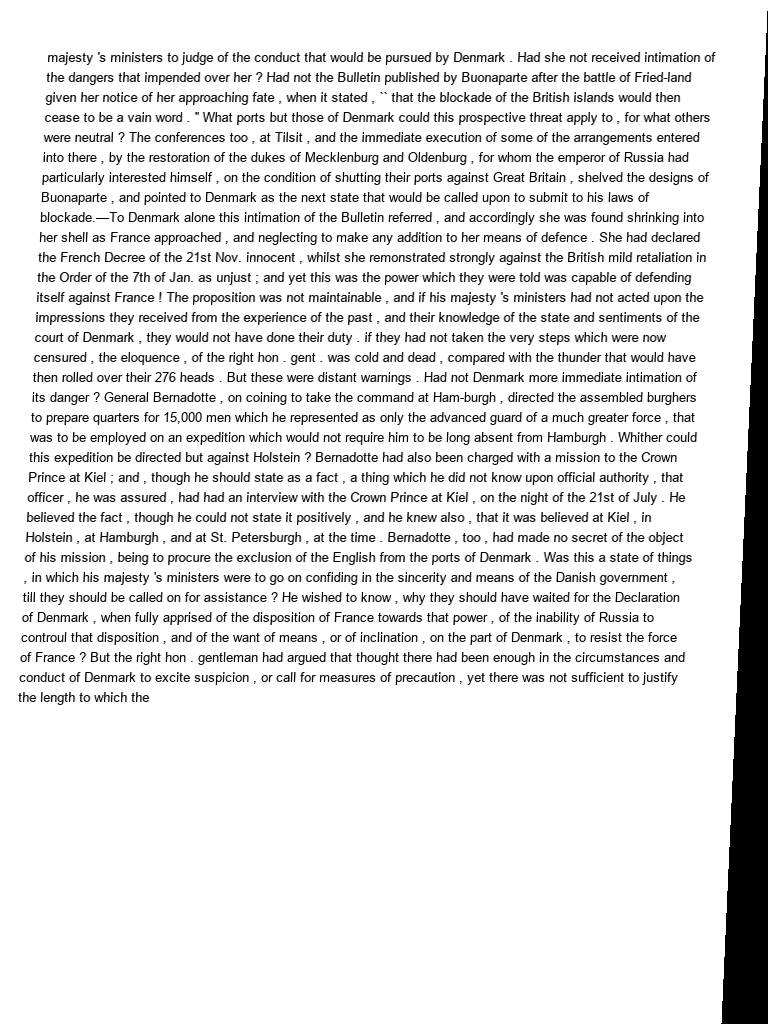 majesty 's ministers to judge of the conduct that would be pursued by Denmark . Had she not received intimation of
the dangers that impended over her ? Had not the Bulletin published by Buonaparte after the battle of Fried-land
given her notice of her approaching fate , when it stated , `` that the blockade of the British islands would then
cease to be a vain word . " What ports but those of Denmark could this prospective threat apply to , for what others
were neutral ? The conferences too , at Tilsit , and the immediate execution of some of the arrangements entered
into there , by the restoration of the dukes of Mecklenburg and Oldenburg , for whom the emperor of Russia had
particularly interested himself , on the condition of shutting their ports against Great Britain , shelved the designs of
Buonaparte , and pointed to Denmark as the next state that would be called upon to submit to his laws of
blockade.—To Denmark alone this intimation of the Bulletin referred , and accordingly she was found shrinking into
her shell as France approached , and neglecting to make any addition to her means of defence . She had declared
the French Decree of the 21st Nov. innocent , whilst she remonstrated strongly against the British mild retaliation in
the Order of the 7th of Jan. as unjust ; and yet this was the power which they were told was capable of defending
itself against France ! The proposition was not maintainable , and if his majesty 's ministers had not acted upon the
impressions they received from the experience of the past , and their knowledge of the state and sentiments of the
court of Denmark , they would not have done their duty . if they had not taken the very steps which were now
censured , the eloquence , of the right hon . gent . was cold and dead , compared with the thunder that would have
then rolled over their 276 heads . But these were distant warnings . Had not Denmark more immediate intimation of
its danger ? General Bernadotte , on coining to take the command at Ham-burgh , directed the assembled burghers
to prepare quarters for 15,000 men which he represented as only the advanced guard of a much greater force , that
was to be employed on an expedition which would not require him to be long absent from Hamburgh . Whither could
this expedition be directed but against Holstein ? Bernadotte had also been charged with a mission to the Crown
Prince at Kiel ; and , though he should state as a fact , a thing which he did not know upon official authority , that
officer , he was assured , had had an interview with the Crown Prince at Kiel , on the night of the 21st of July . He
believed the fact , though he could not state it positively , and he knew also , that it was believed at Kiel , in
Holstein , at Hamburgh , and at St. Petersburgh , at the time . Bernadotte , too , had made no secret of the object
of his mission , being to procure the exclusion of the English from the ports of Denmark . Was this a state of things
, in which his majesty 's ministers were to go on confiding in the sincerity and means of the Danish government ,
till they should be called on for assistance ? He wished to know , why they should have waited for the Declaration
of Denmark , when fully apprised of the disposition of France towards that power , of the inability of Russia to
controul that disposition , and of the want of means , or of inclination , on the part of Denmark , to resist the force
of France ? But the right hon . gentleman had argued that thought there had been enough in the circumstances and
conduct of Denmark to excite suspicion , or call for measures of precaution , yet there was not sufficient to justify
the length to which the